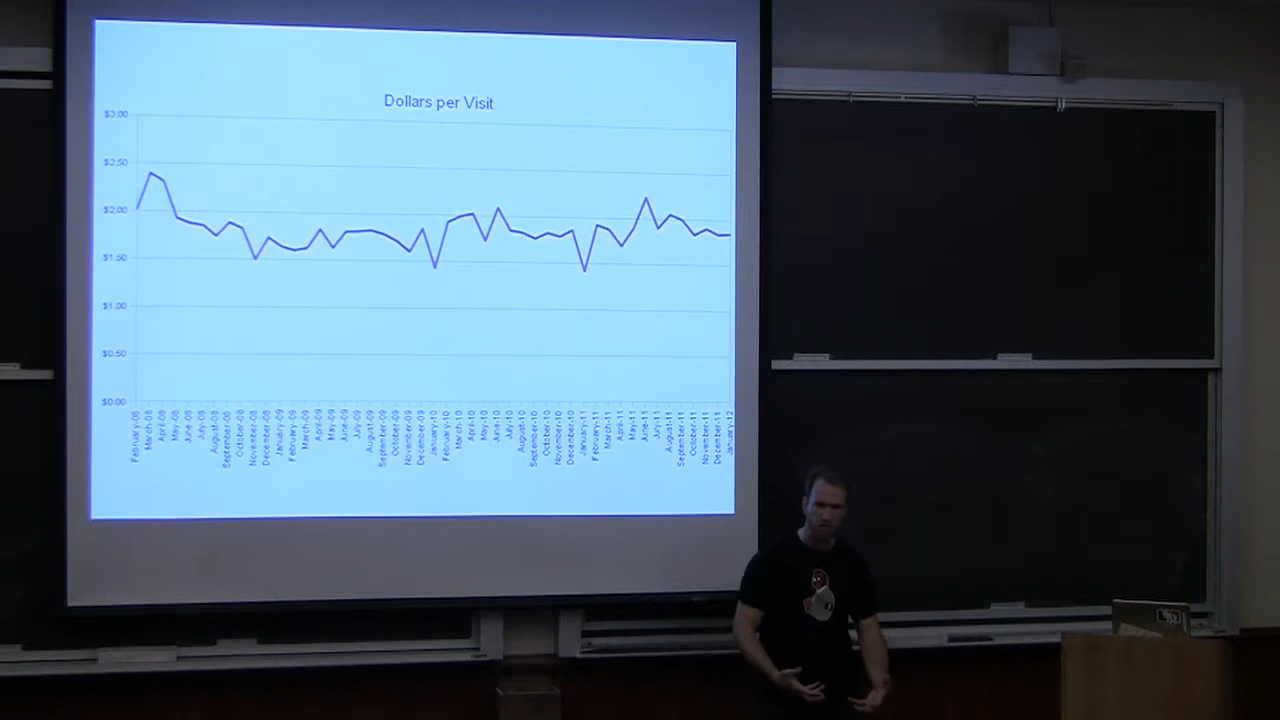 Dollars per Visit
$3.00
$2.50
$2.00
$1.50
$1.00
$0.50
$0.00
February-08
March-08
April-08
May-08
June-08
July-08
August-08
September-08
October-08
November-08
December-08
January-09
February-09
March-09
April-09
May-09
June-09
July-09
August-09
September-09
October-09
November-09
December-09
January-10
February-10
March-10
April-10
May-10
June-10
July-10
August-10
September-10
October-10
November-10
December-10
January-11
February-11
March-11
April-11
May-11
June-11
July-11
August-11
September-11
October-11
November-11
December-11
January-12